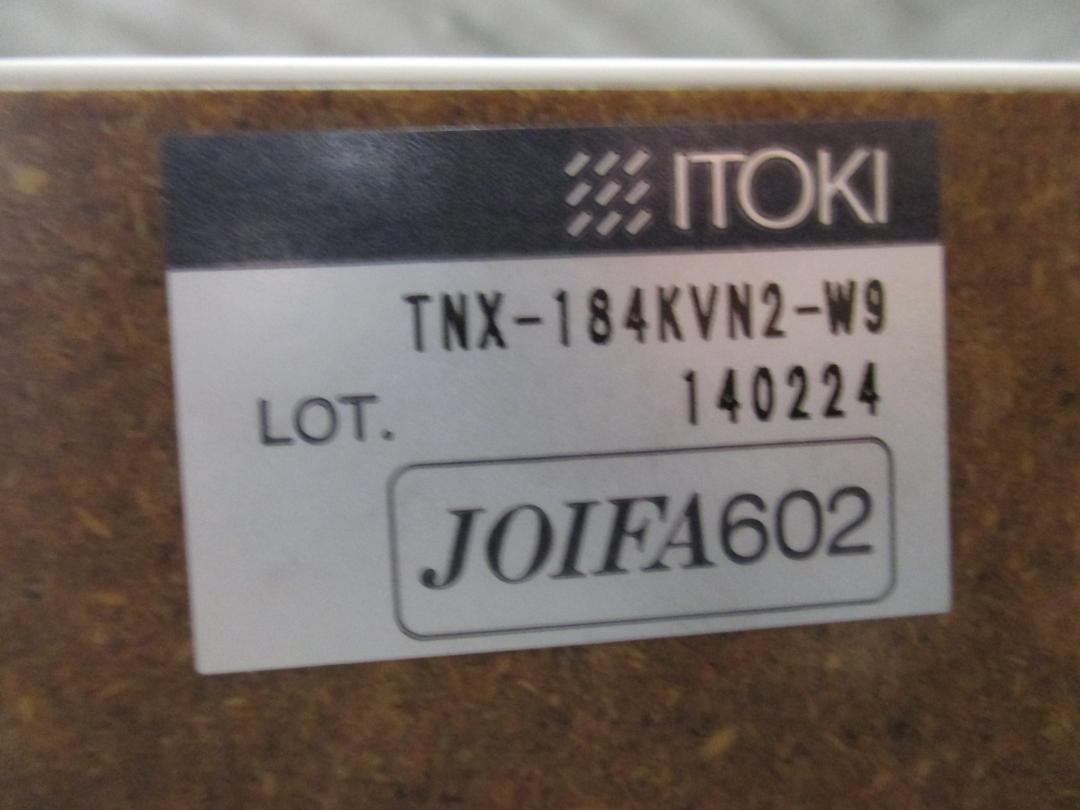 ITOKI
TNX-184KVN2-W9
LOT. 140224
JOIFA602